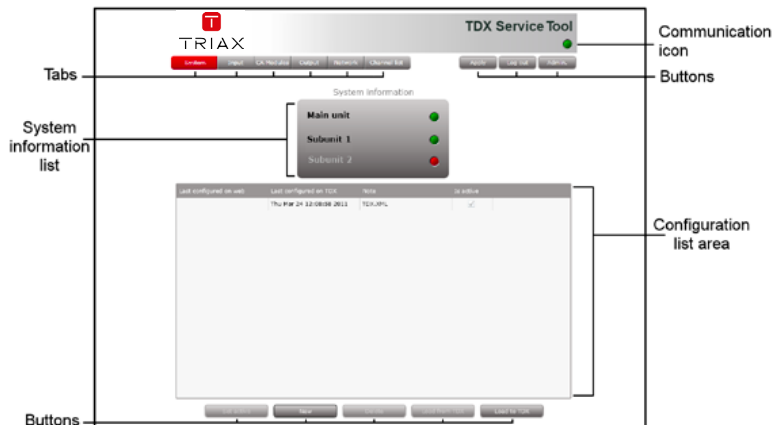 TRIAX
TDX Service Tool
Communication
icon
System Input CA Modules Output Network Channel list
Apply Log out Admin.
Tabs
Buttons
System Information
System
information
list
Main unit
Subunit 1
Subunit 2
Last configured on web Last configured on TDX Note Is active
Thu Mar 24 12:08:58 2011 TDX.XML
Configuration
list area
Buttons
New
Load to TDX